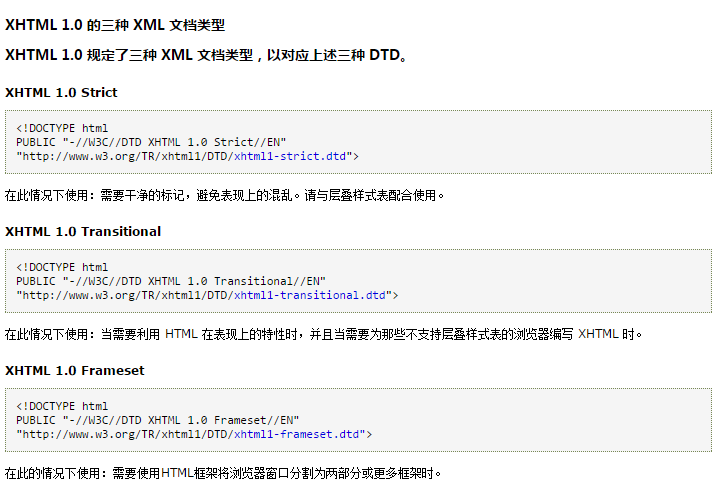 XHTML 1.0 的三种 XML 文档类型
XHTML 1.0 规定了三种 XML 文档类型，以对应上述三种 DTD。
XHTML 1.0 Strict
<!DOCTYPE html
PUBLIC "-//W3C//DTD XHTML 1.0 Strict//EN"
"http://www.w3.org/TR/xhtml1/DTD/xhtml1-strict.dtd">
在此情况下使用：需要干净的标记，避免表现上的混乱。请与层叠样式表配合使用。
XHTML 1.0 Transitional
<!DOCTYPE html
PUBLIC "-//W3C//DTD XHTML 1.0 Transitional//EN"
"http://www.w3.org/TR/xhtml1/DTD/xhtml1-transitional.dtd">
在此情况下使用：当需要利用 HTML 在表现上的特性时，并且当需要为那些不支持层叠样式表的浏览器编写 XHTML 时。
XHTML 1.0 Frameset
<!DOCTYPE html
PUBLIC "-//W3C//DTD XHTML 1.0 Frameset//EN"
"http://www.w3.org/TR/xhtml1/DTD/xhtml1-frameset.dtd">
在此的情况下使用：需要使用HTML框架将浏览器窗口分割为两部分或更多框架时。